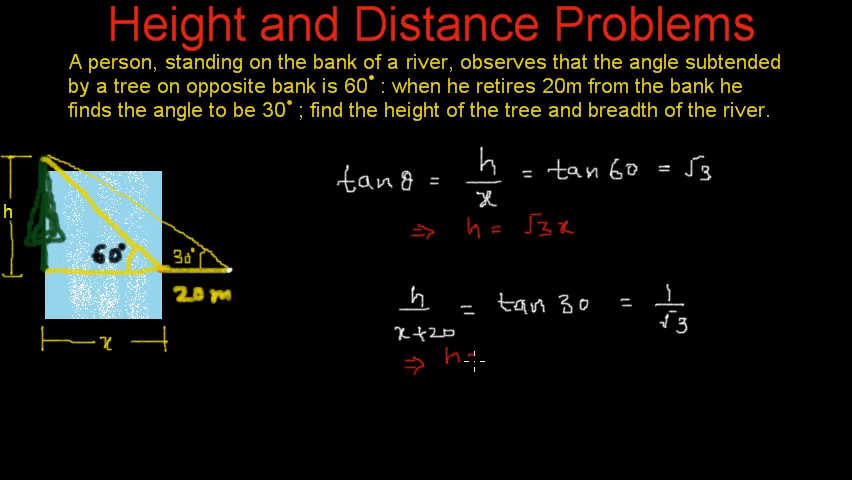 Height and Distance Problems
A person, standing on the bank of a river, observes that the angle subtended
by a tree on opposite bank is 60° : when he retires 20m from the bank he
finds the angle to be 30° ; find the height of the tree and breadth of the river.
tan θ = h/x = tan 60 = √3
⇒ h = √3x
h
60°
30°
20 m
h/x+20 = tan 30 = 1/√3
x
⇒ h =